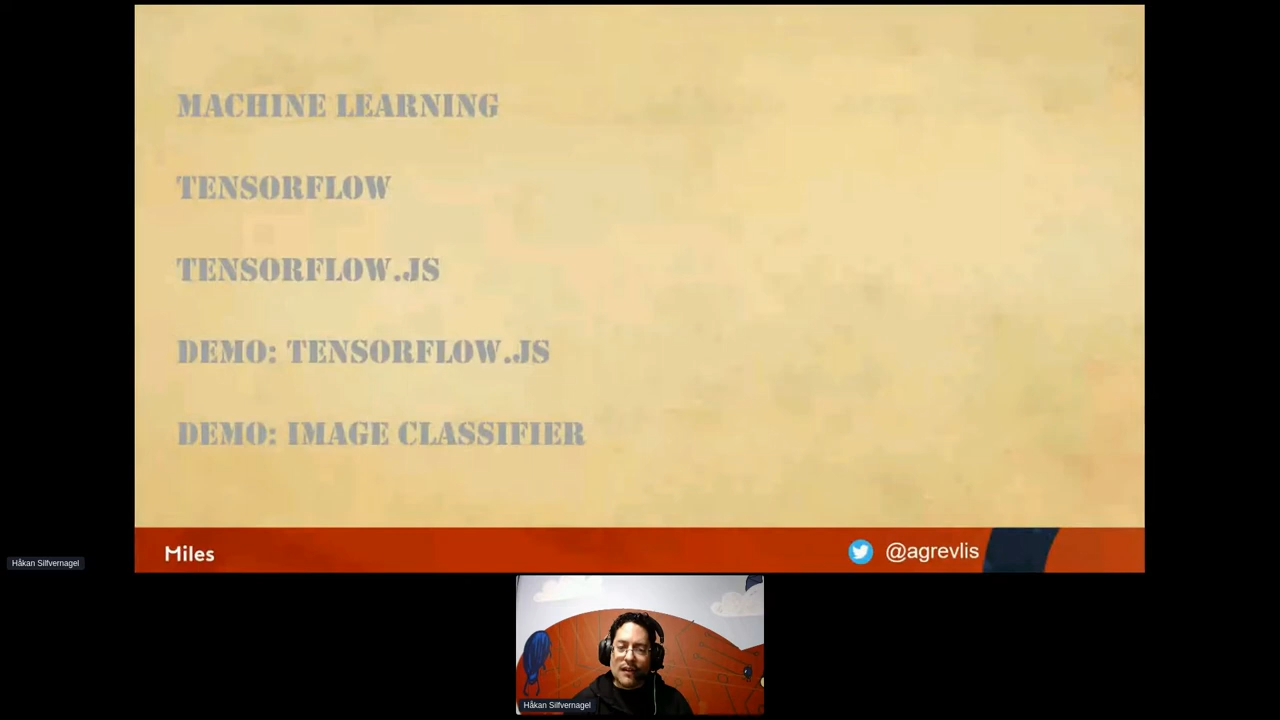 MACHINE LEARNING
TENSORFLOW
TENSORFLOW.JS
DEMO: TENSORFLOW.JS
DEMO: IMAGE CLASSIFIER
Miles
@agrevlis
Håkan Silfvernagel
Håkan Silfvernagel